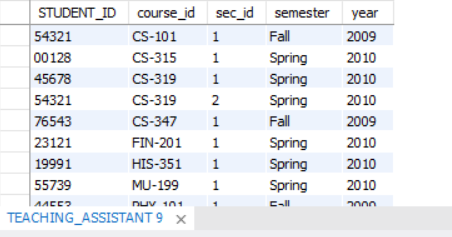 STUDENT_ID course_id sec_id semester year
54321 CS-101 1 Fall 2009
00128 CS-315 1 Spring 2010
45678 CS-319 1 Spring 2010
54321 CS-319 2 Spring 2010
76543 CS-347 1 Fall 2009
23121 FIN-201 1 Spring 2010
19991 HIS-351 1 Spring 2010
55739 MU-199 1 Spring 2010
44553 PHY-101 1 Fall 2009
TEACHING_ASSISTANT 9